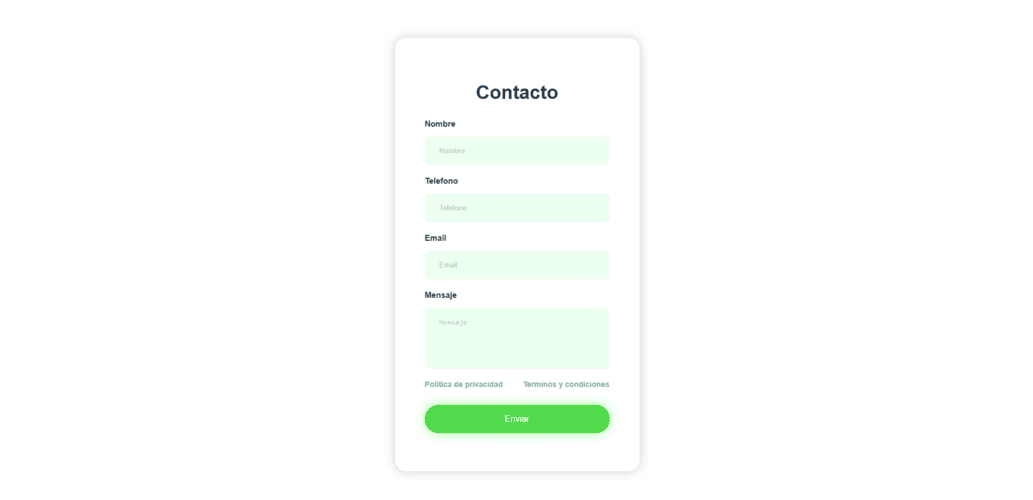 Contacto
Nombre
Nombre
Telefono
Telefono
Email
Email
Mensaje
Mensaje
Politica de privacidad Terminos y condiciones
Enviar